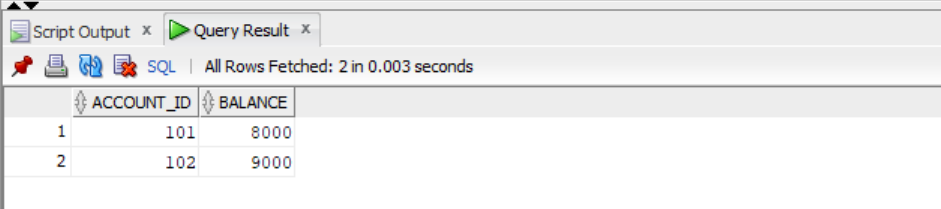 Script Output x Query Result x
SQL | All Rows Fetched: 2 in 0.003 seconds
ACCOUNT_ID BALANCE
1 101 8000
2 102 9000